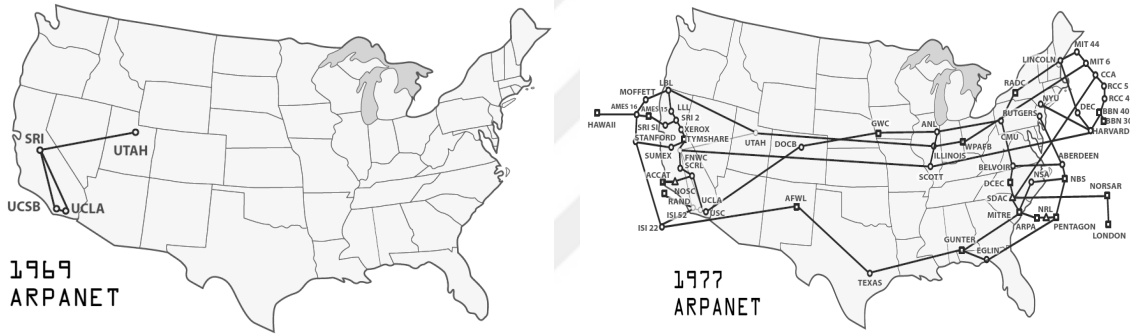 SRI
UTAH
UCSB
UCLA
1969
ARPANET
MIT 44
LINCOLN
MIT 6
CCA
RADC
RCC 5
LBL
MOFFETT
NYU
RCC 4
DEC
AMES 16
AMES 15
LLL
BBN 40
RUTGERS
SRI 2
BBN 30
HAWAII
SRI 51
XEROX
GWC
ANL
HARVARD
STANFORD
TYMSHARE
UTAH
DOCB
CMU
WPAFB
ILLINOIS
SUMEX
FNWC
ABERDEEN
SCRL
SCOTT
BELVOIR
ACCAT
NSA
NBS
DCEC
NOSC
NORSAR
RAND
UCLA
AFWL
SDAC
ISI52
USC
MITRE
NRL
ISI 22
ARPA
PENTAGON
LONDON
GUNTER
EGLIN
TEXAS
1977
ARPANET